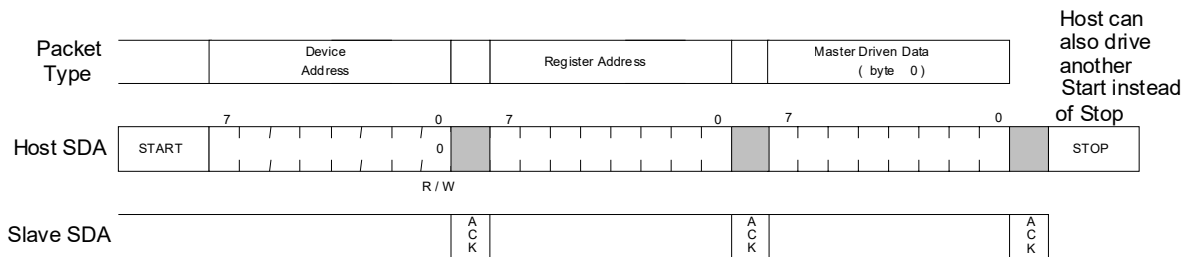 Host can
also drive
another
Start instead
of Stop
Packet
Type
Device
Address
Register Address
Master Driven Data
( byte 0 )
7 0 7 0 7 0
Host SDA
START
0
STOP
R / W
Slave SDA
A
C
K
A
C
K
A
C
K